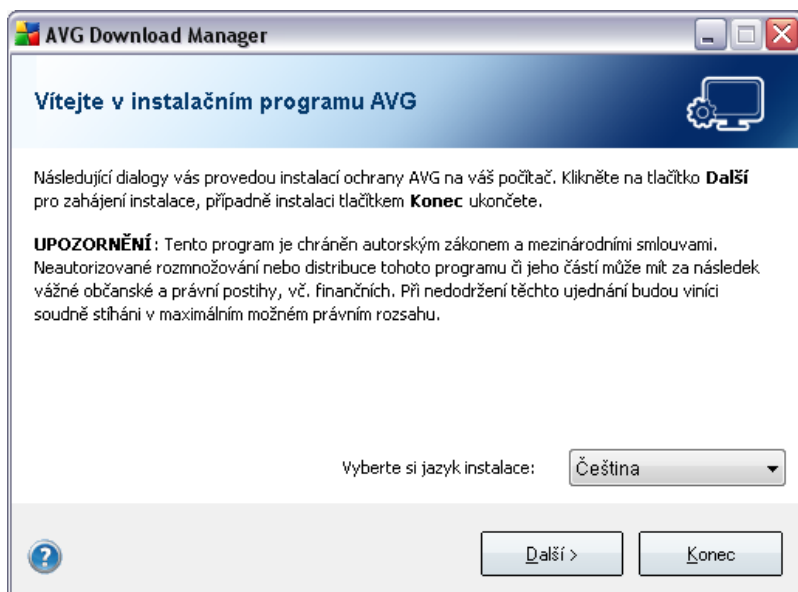 AVG Download Manager
Vítejte v instalačním programu AVG
Následující dialogy vás provedou instalací ochrany AVG na váš počítač. Klikněte na tlačítko Další
pro zahájení instalace, případně instalaci tlačítkem Konec ukončete.
UPOZORNĚNÍ: Tento program je chráněn autorským zákonem a mezinárodními smlouvami.
Neautorizované rozmnožování nebo distribuce tohoto programu či jeho částí může mít za následek
vážné občanské a právní postihy, vč. finančních. Při nedodržení těchto ujednání budou viníci
soudně stíháni v maximálním možném právním rozsahu.
Vyberte si jazyk instalace: Čeština
Další > Konec